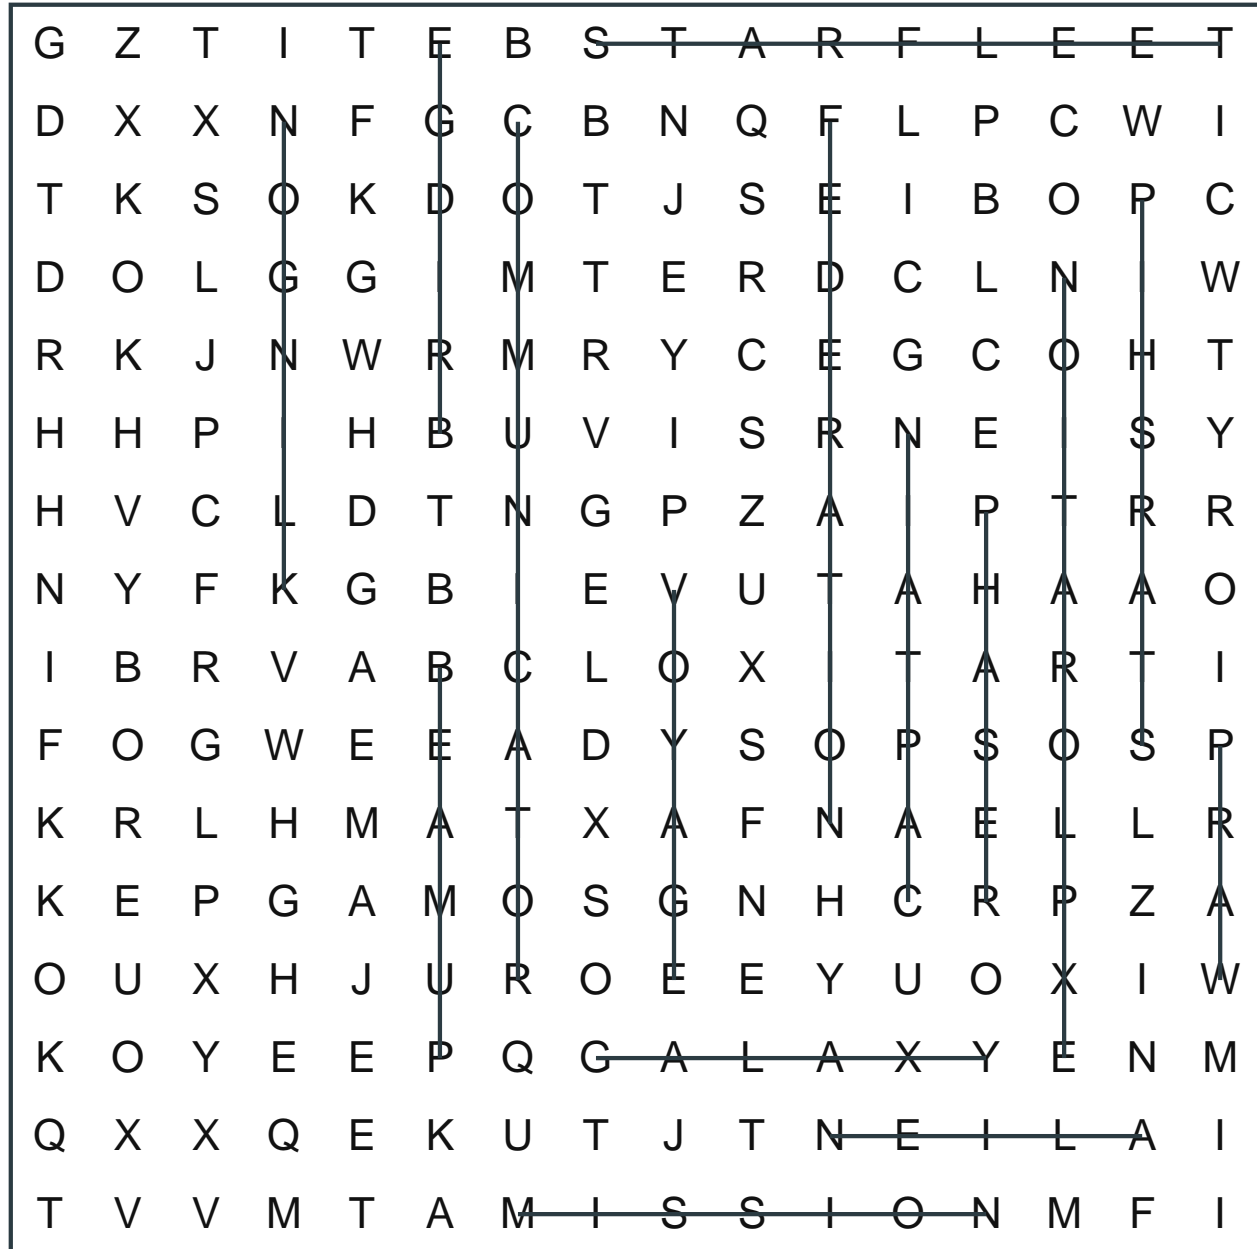 G Z T I T E B S T A R F L E E T
D X X N F G C B N Q F L P C W I
T K S O K D O T J S E I B O P C
D O L G G I M T E R D C L N I W
R K J N W R M R Y C E G C O H T
H H P I H B U V I S R N E I S Y
H V C L D T N G P Z A I P T R R
N Y F K G B I E V U T A H A A O
I B R V A B C L O X I T A R T I
F O G W E E A D Y S O P S O S P
K R L H M A T X A F N A E L L R
K E P G A M O S G N H C R P Z A
O U X H J U R O E E Y U O X I W
K O Y E E P Q G A L A X Y E N M
Q X X Q E K U T J T N E I L A I
T V V M T A M I S S I O N M F I